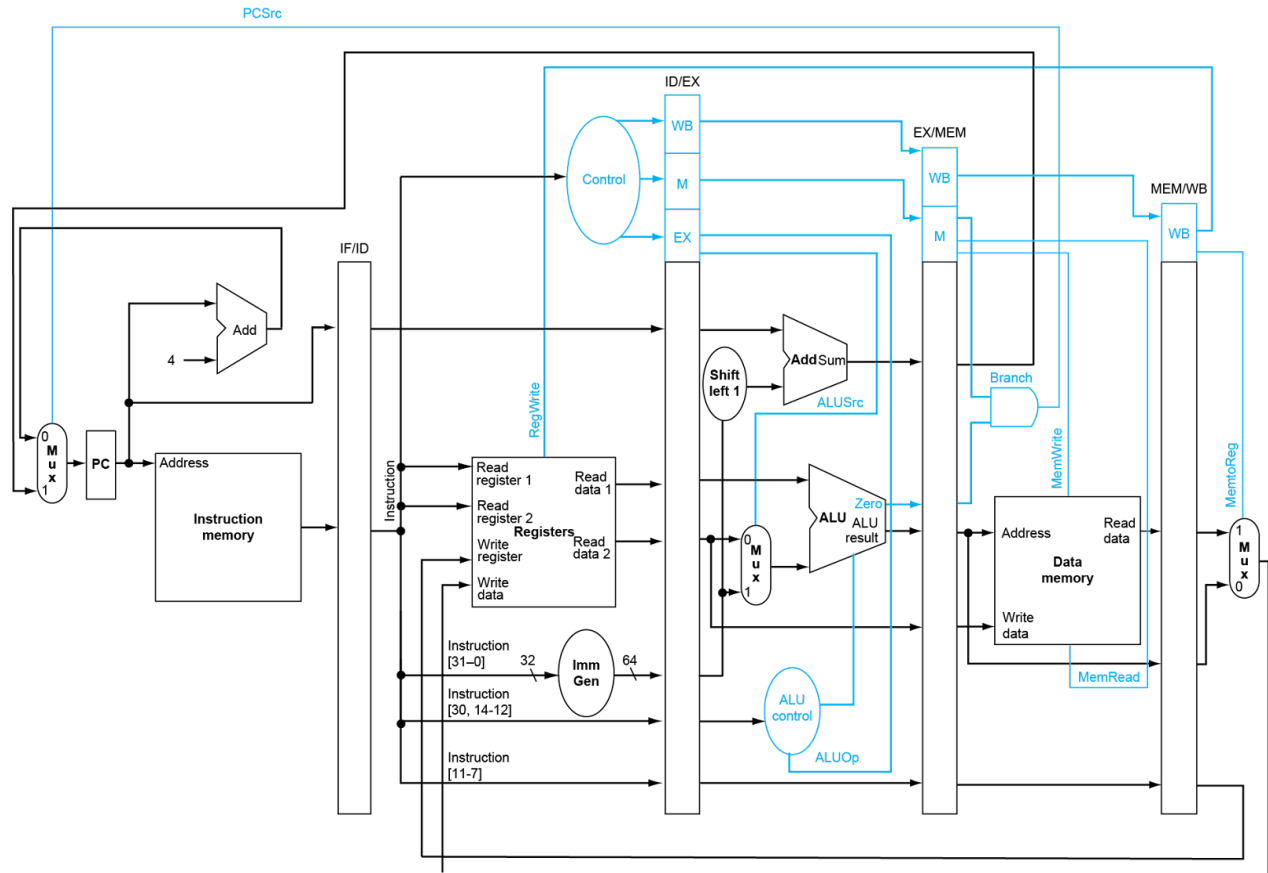 PCSrc
ID/EX
WB
EX/MEM
Control
M
WB
MEM/WB
EX
M
WB
IF/ID
Add
4
Add Sum
Shift
left 1
Branch
ALUSrc
RegWrite
MemWrite
MemtoReg
0
M
u
x
1
PC
Address
Instruction
memory
Instruction
Read
register 1
Read
register 2
Write
register
Write
data
Registers
Read
data 1
Read
data 2
0
M
u
x
1
ALU
Zero
ALU
result
Address
Read
data
Data
memory
Write
data
1
M
u
x
0
MemRead
Instruction
[31–0]
32
Imm
Gen
64
Instruction
[30, 14-12]
ALU
control
Instruction
[11-7]
ALUOp